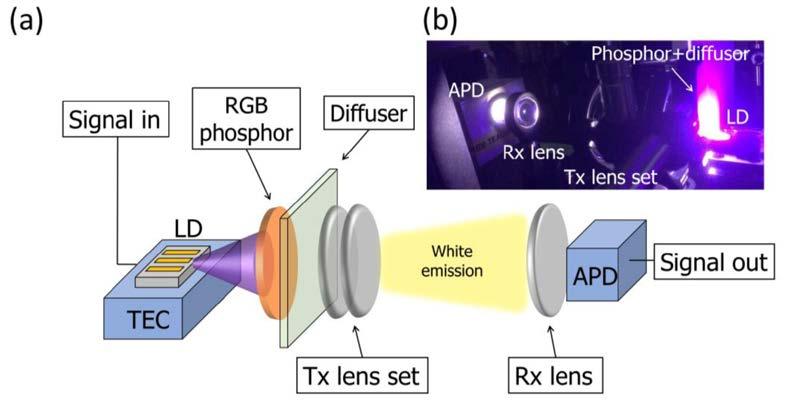 (a)
(b)
Phosphor+diffusor
APD
LD
Rx lens
Tx lens set
RGB
phosphor
Diffuser
Signal in
LD
TEC
White
emission
APD
Signal out
Tx lens set
Rx lens